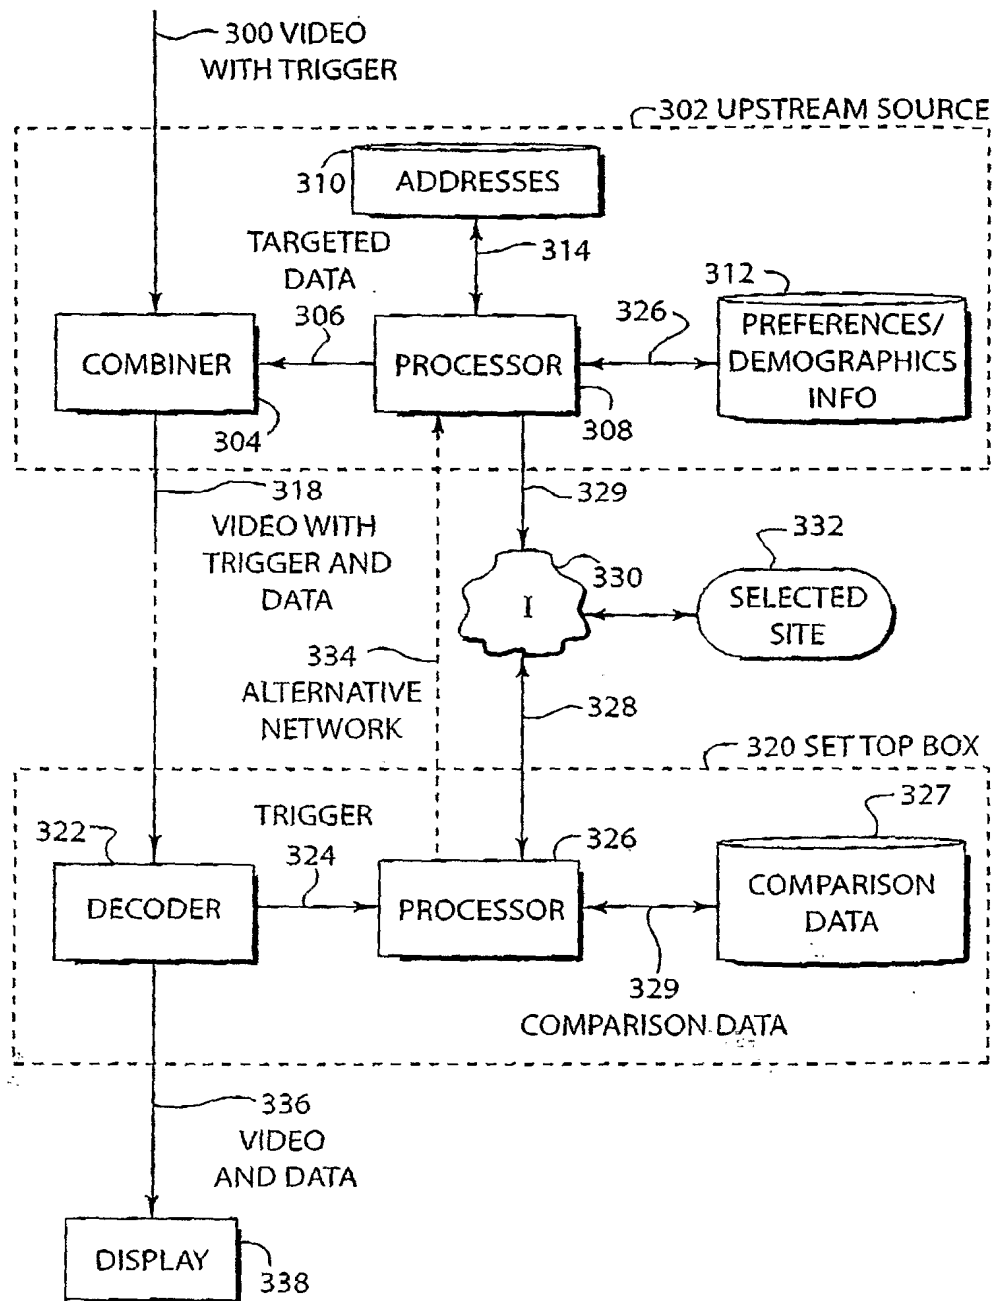 300 VIDEO
WITH TRIGGER
302 UPSTREAM SOURCE
310
ADDRESSES
TARGETED
DATA
314
312
306
326
COMBINER
PROCESSOR
PREFERENCES/
DEMOGRAPHICS
INFO
304
308
318
VIDEO WITH
TRIGGER AND
DATA
329
332
330
I
SELECTED
SITE
334
ALTERNATIVE
NETWORK
328
320 SET TOP BOX
TRIGGER
327
322
324
326
DECODER
PROCESSOR
COMPARISON
DATA
329
COMPARISON DATA
336
VIDEO
AND DATA
DISPLAY
338